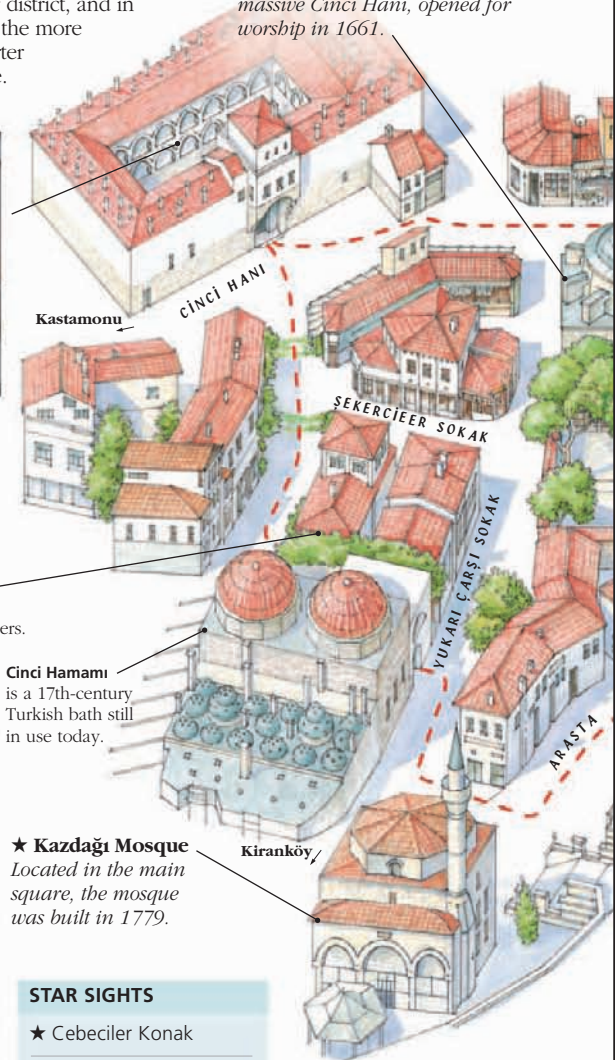 district, and in
the more
rter
e.
massive Cinci Hanı, opened for
worship in 1661.
CİNCİ HANI
Kastamonu
ŞEKERCİEER SOKAK
YUKARI ÇARŞI SOKAK
ers.
Cinci Hamamı
is a 17th-century
Turkish bath still
in use today.
ARASTA
★ Kazdağı Mosque
Located in the main
square, the mosque
was built in 1779.
Kiranköy
STAR SIGHTS
★ Cebeciler Konak